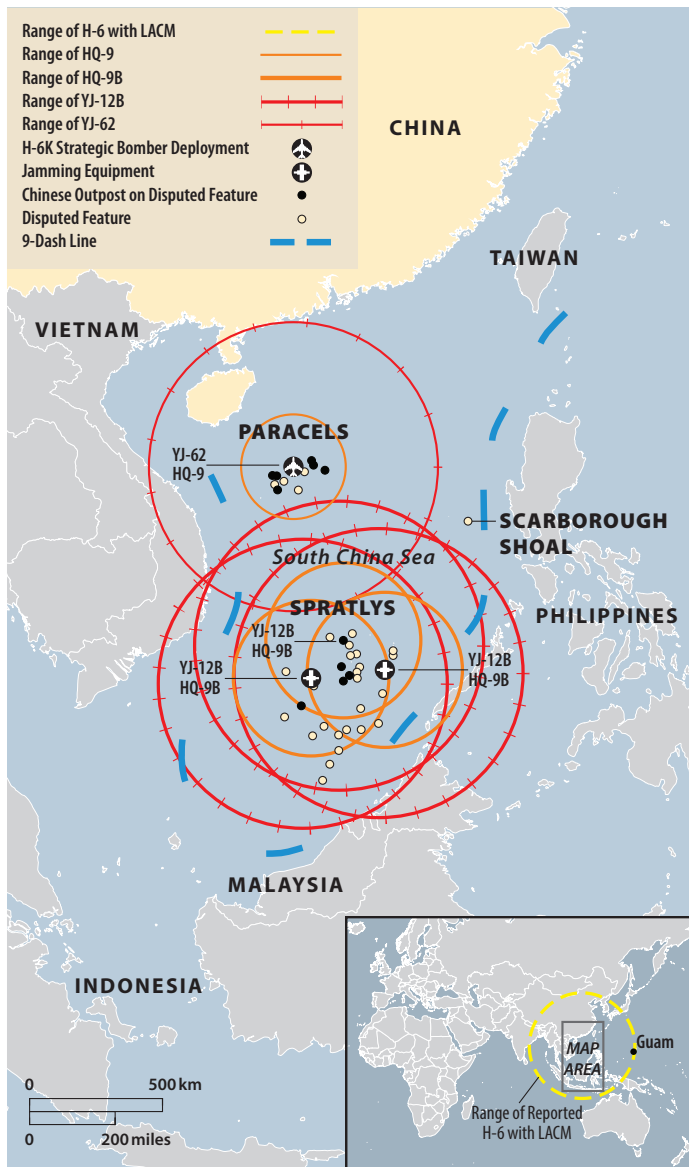 Range of H-6 with LACM
Range of HQ-9
Range of HQ-9B
Range of YJ-12B
Range of YJ-62
H-6K Strategic Bomber Deployment
Jamming Equipment
Chinese Outpost on Disputed Feature
Disputed Feature
9-Dash Line
CHINA
TAIWAN
VIETNAM
PARACELS
YJ-62
HQ-9
SCARBOROUGH
SHOAL
South China Sea
SPRATLYS
PHILIPPINES
YJ-12B
HQ-9B
YJ-12B
HQ-9B
YJ-12B
HQ-9B
MALAYSIA
INDONESIA
0
500 km
0
200 miles
Guam
MAP
AREA
Range of Reported
H-6 with LACM